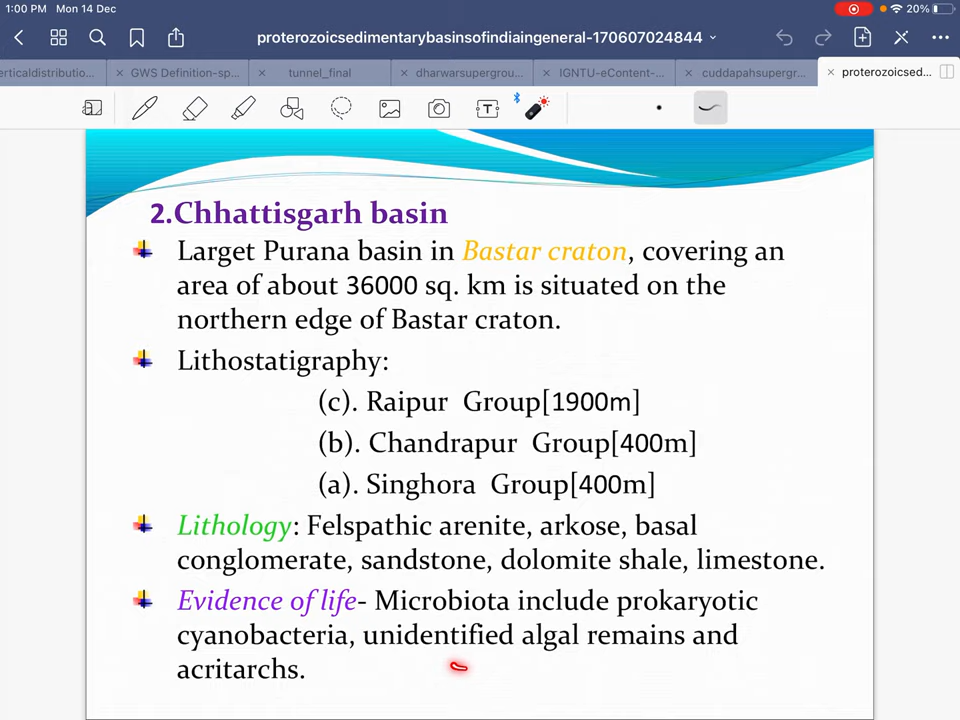 1:00 PM Mon 14 Dec
20%
proterozoicsedimentarybasinsofindiaingeneral-170607024844
erticaldistributio...
GWS Definition-sp...
tunnel_final
dharwarsupergrou...
IGNTU-eContent-...
cuddapahsupergr...
proterozoicsed...
2.Chhattisgarh basin
Larget Purana basin in Bastar craton, covering an
area of about 36000 sq. km is situated on the
northern edge of Bastar craton.
Lithostatigraphy:
(c). Raipur Group[1900m]
(b). Chandrapur Group[400m]
(a). Singhora Group[400m]
Lithology: Felspathic arenite, arkose, basal
conglomerate, sandstone, dolomite shale, limestone.
Evidence of life- Microbiota include prokaryotic
cyanobacteria, unidentified algal remains and
acritarchs.